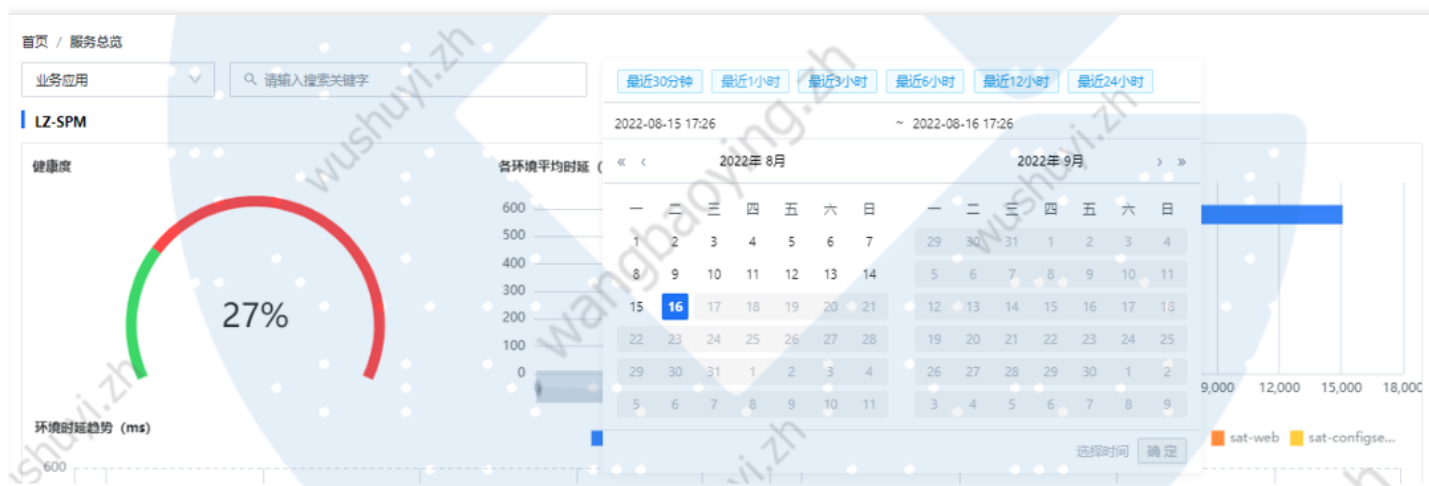 首页 / 服务总览
业务应用 请输入搜索关键字
最近30分钟 最近1小时 最近3小时 最近6小时 最近12小时 最近24小时
LZ-SPM
2022-08-15 17:26 ~ 2022-08-16 17:26
健康度
27%
各环境平均时延 (
600
500
400
300
200
100
0
« ‹ 2022年 8月
一 二 三 四 五 六 日
1 2 3 4 5 6 7
8 9 10 11 12 13 14
15 16 17 18 19 20 21
22 23 24 25 26 27 28
29 30 31 1 2 3 4
5 6 7 8 9 10 11
2022年 9月 › »
一 二 三 四 五 六 日
29 30 31 1 2 3 4
5 6 7 8 9 10 11
12 13 14 15 16 17 18
19 20 21 22 23 24 25
26 27 28 29 30 1 2
3 4 5 6 7 8 9
选择时间 确 定
9,000 12,000 15,000 18,000
sat-web sat-configse...
环境时延趋势 (ms)
600
wushuyi.zh
wangbaoying.zh
wushuyi.zh
shuyi.zh
yi.zh